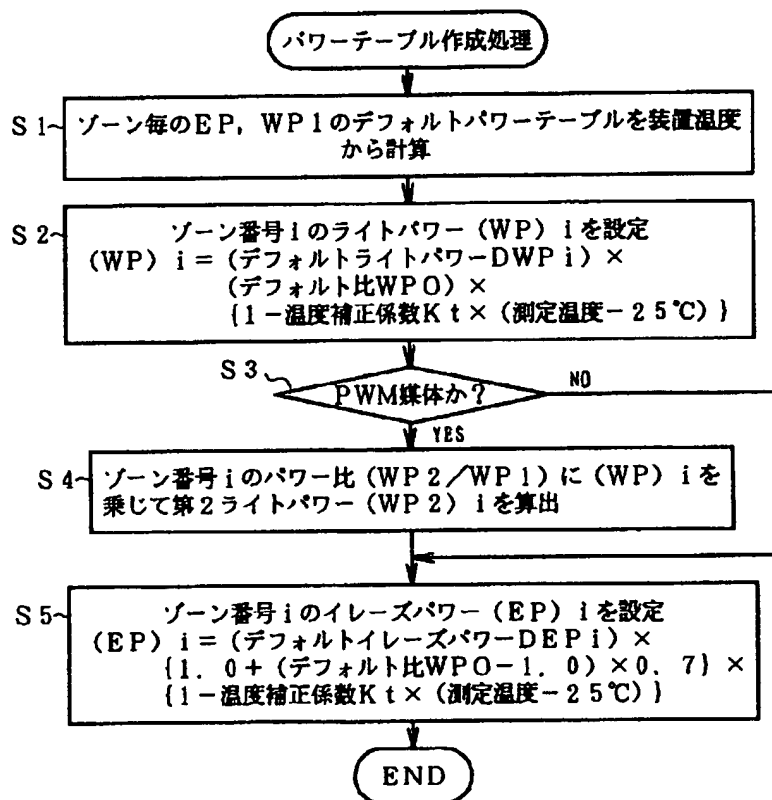 パワーテーブル作成処理
S1
ゾーン毎のEP，WP1のデフォルトパワーテーブルを装置温度
から計算
S2
ゾーン番号iのライトパワー（WP）iを設定
（WP）i＝（デフォルトライトパワーDWPi）×
（デフォルト比WPO）×
{1－温度補正係数Kt×（測定温度－25℃）}
S3
PWM媒体か？
NO
YES
S4
ゾーン番号iのパワー比（WP2／WP1）に（WP）iを
乗じて第2ライトパワー（WP2）iを算出
S5
ゾーン番号iのイレーズパワー（EP）iを設定
（EP）i＝（デフォルトイレーズパワーDEPi）×
{1．0＋（デフォルト比WPO－1．0）×0．7}×
{1－温度補正係数Kt×（測定温度－25℃）}
END